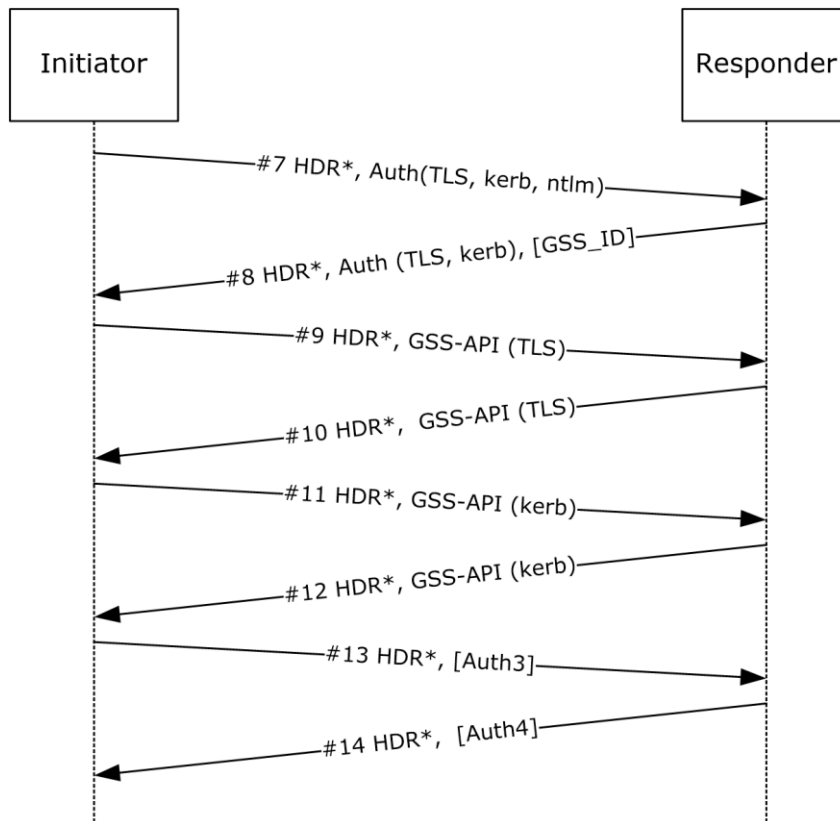 Initiator
Responder
#7 HDR*, Auth(TLS, kerb, ntlm)
#8 HDR*, Auth (TLS, kerb), [GSS_ID]
#9 HDR*, GSS-API (TLS)
#10 HDR*, GSS-API (TLS)
#11 HDR*, GSS-API (kerb)
#12 HDR*, GSS-API (kerb)
#13 HDR*, [Auth3]
#14 HDR*, [Auth4]